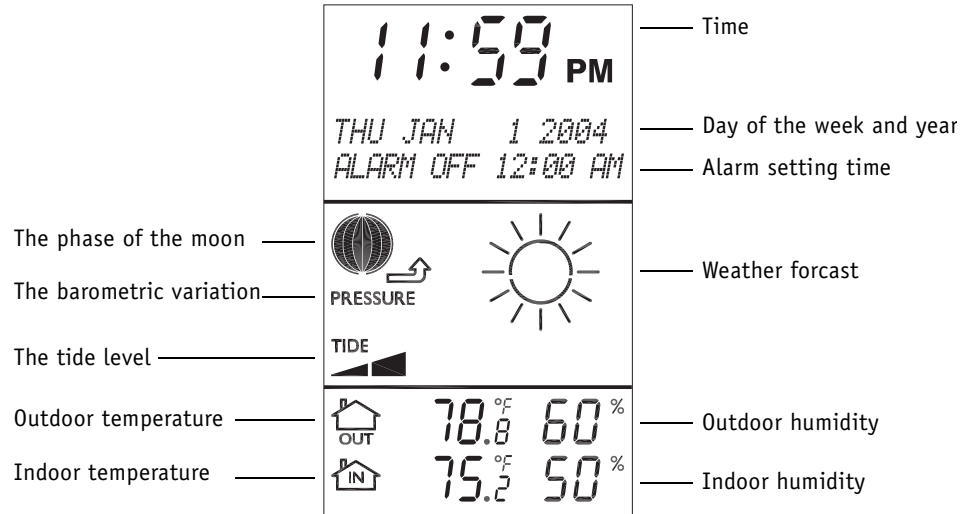 11:59 PM
Time
THU JAN 1 2004
Day of the week and year
ALARM OFF 12:00 AM
Alarm setting time
The phase of the moon
The barometric variation
PRESSURE
Weather forcast
TIDE
The tide level
Outdoor temperature
OUT
78.8 °F 60 %
Outdoor humidity
Indoor temperature
IN
75.2 °F 50 %
Indoor humidity